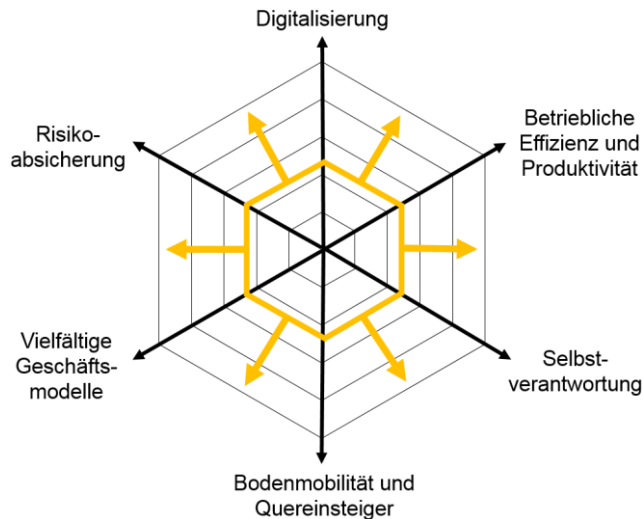 Digitalisierung
Betriebliche
Effizienz und
Produktivität
Selbst-
verantwortung
Bodenmobilität und
Quereinsteiger
Vielfältige
Geschäfts-
modelle
Risiko-
absicherung